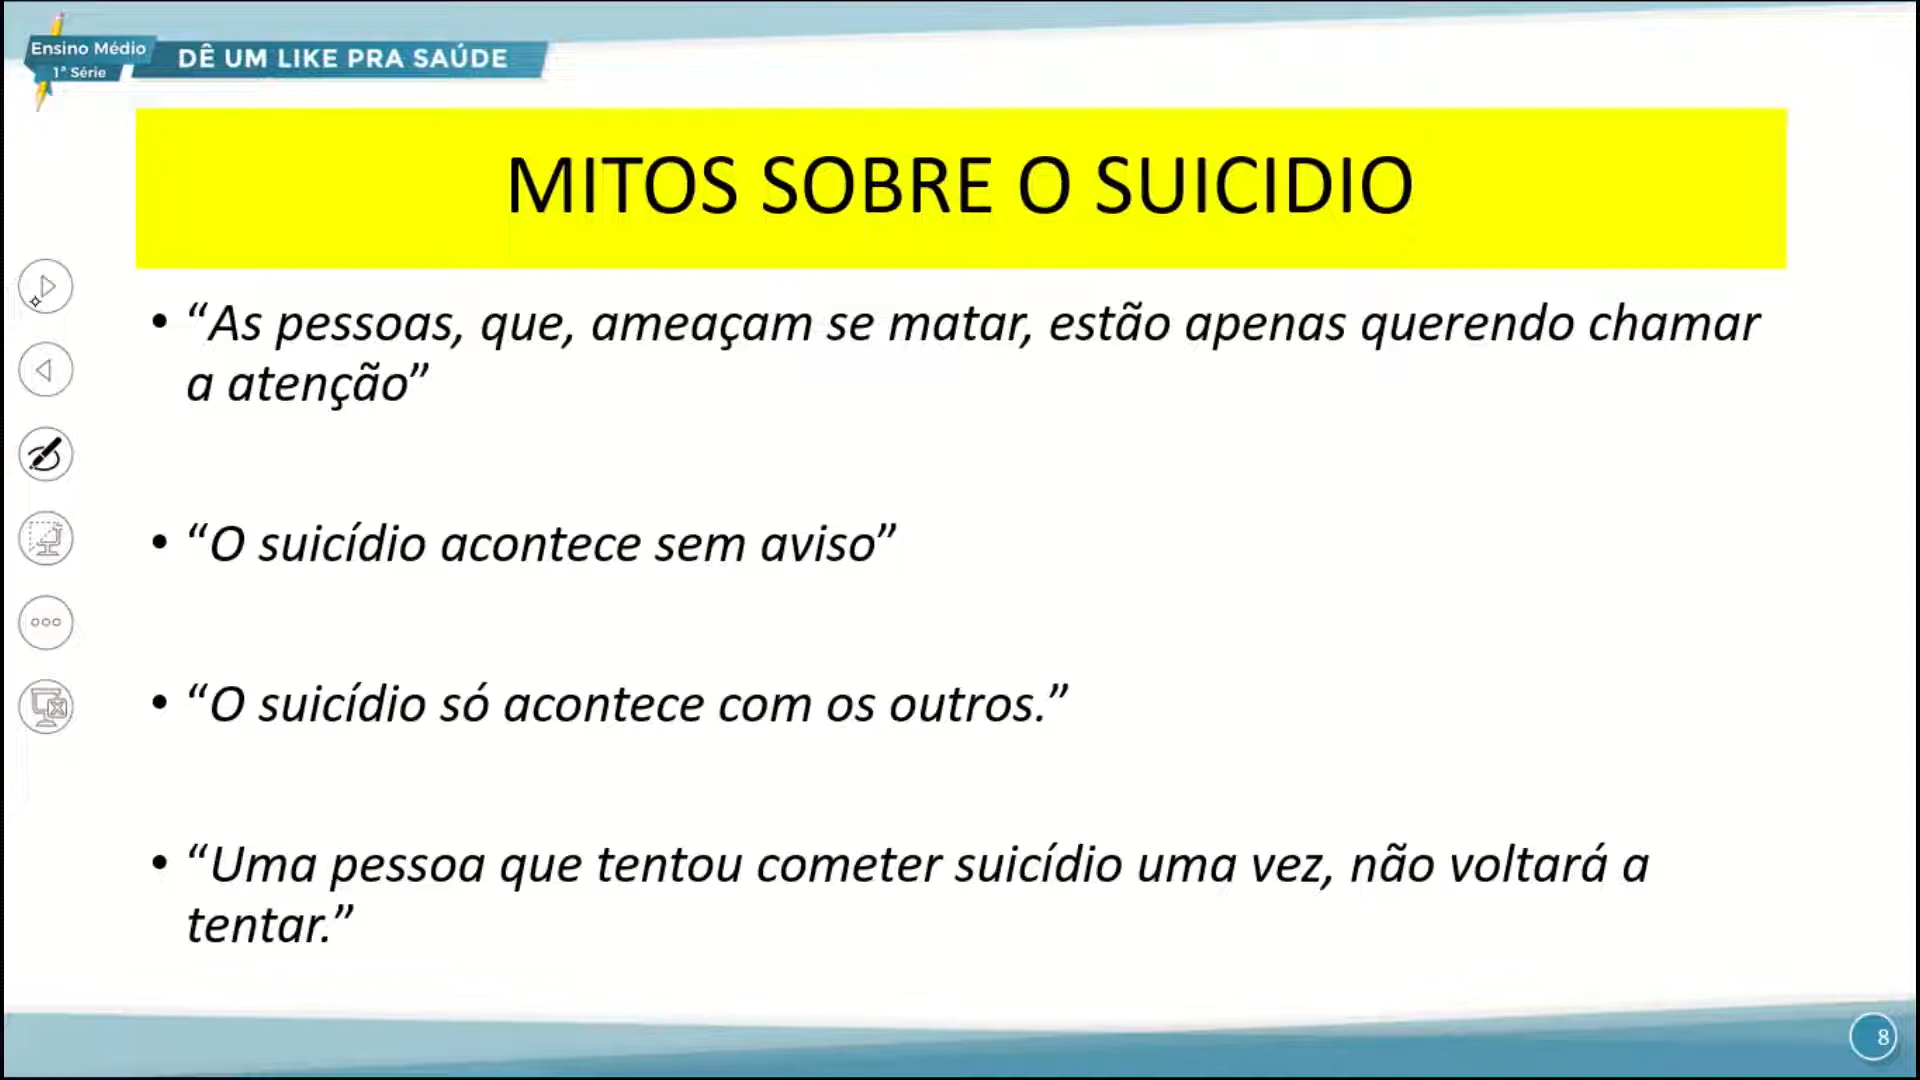 Ensino Médio
1ª Série
DÊ UM LIKE PRA SAÚDE
MITOS SOBRE O SUICIDIO
• “As pessoas, que, ameaçam se matar, estão apenas querendo chamar
a atenção”
• “O suicídio acontece sem aviso”
• “O suicídio só acontece com os outros.”
• “Uma pessoa que tentou cometer suicídio uma vez, não voltará a
tentar.”
8